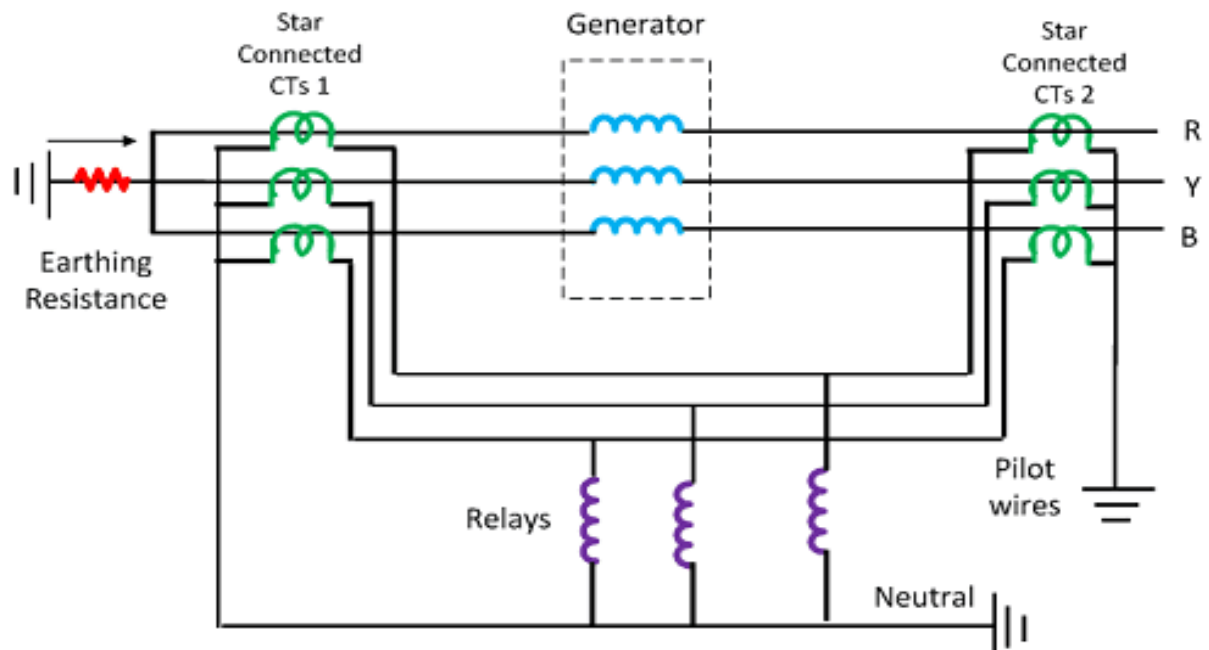 Star
Connected
CTs 1
Generator
Star
Connected
CTs 2
R
Y
B
Earthing
Resistance
Relays
Pilot
wires
Neutral